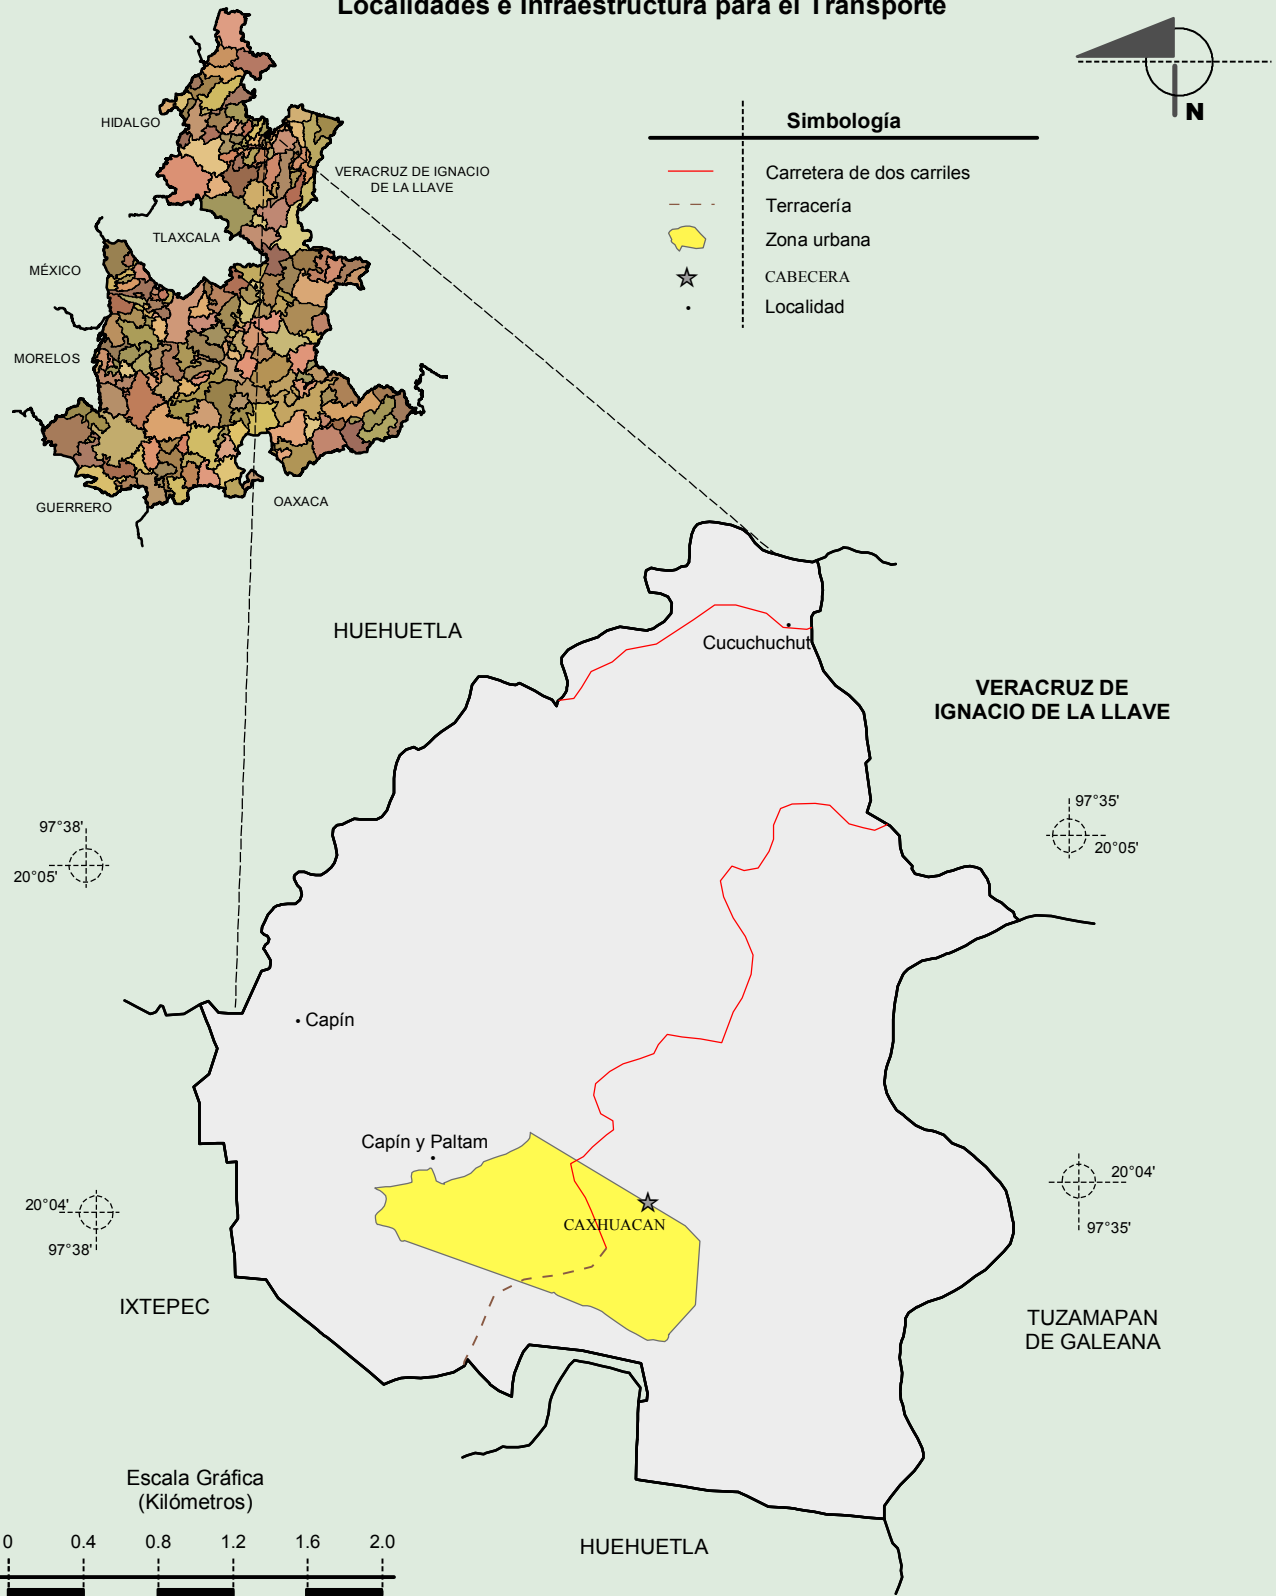 Localidades e Infraestructura para el Transporte
N
HIDALGO
VERACRUZ DE IGNACIO
DE LA LLAVE
TLAXCALA
MÉXICO
MORELOS
GUERRERO
OAXACA
Simbología
Carretera de dos carriles
Terracería
Zona urbana
CABECERA
Localidad
HUEHUETLA
Cucuchuchut
VERACRUZ DE
IGNACIO DE LA LLAVE
97°38'
20°05'
97°35'
20°05'
Capín
Capín y Paltam
CAXHUACAN
20°04'
97°38'
20°04'
97°35'
IXTEPEC
TUZAMAPAN
DE GALEANA
Escala Gráfica
(Kilómetros)
0 0.4 0.8 1.2 1.6 2.0
HUEHUETLA